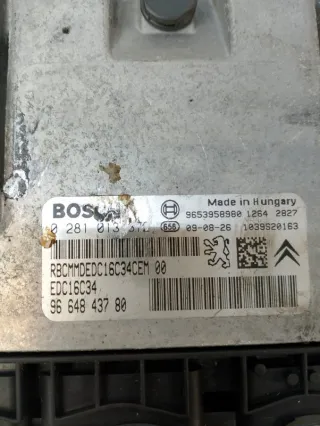 Made in Hungary
BOSCH 9653958980 1264 2827
0 281 013 656 09-08-26 1039S20163
RBCMMDEDC16C34CEM 00
EDC16C34
96 648 437 80